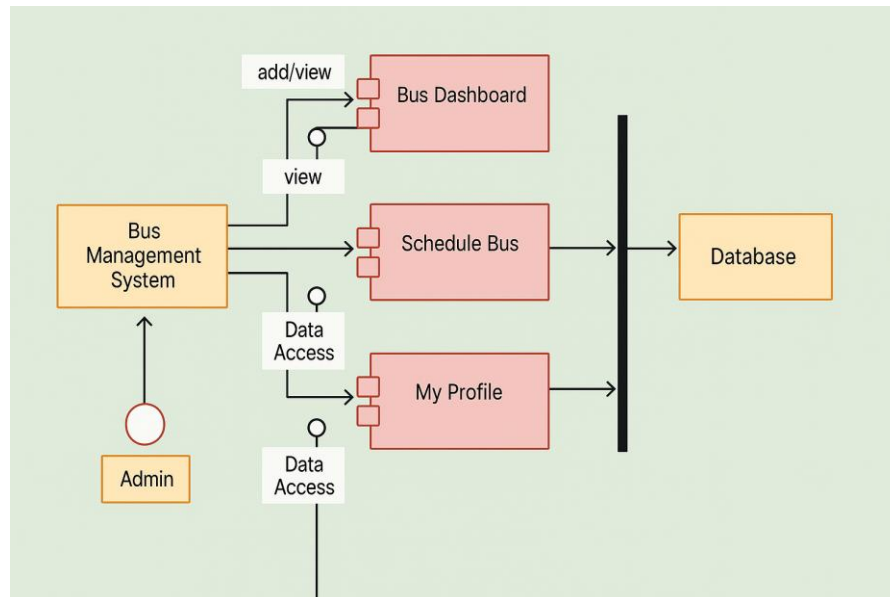 add/view
Bus Dashboard
view
Bus
Management
System
Schedule Bus
Database
Data
Access
My Profile
Data
Access
Admin